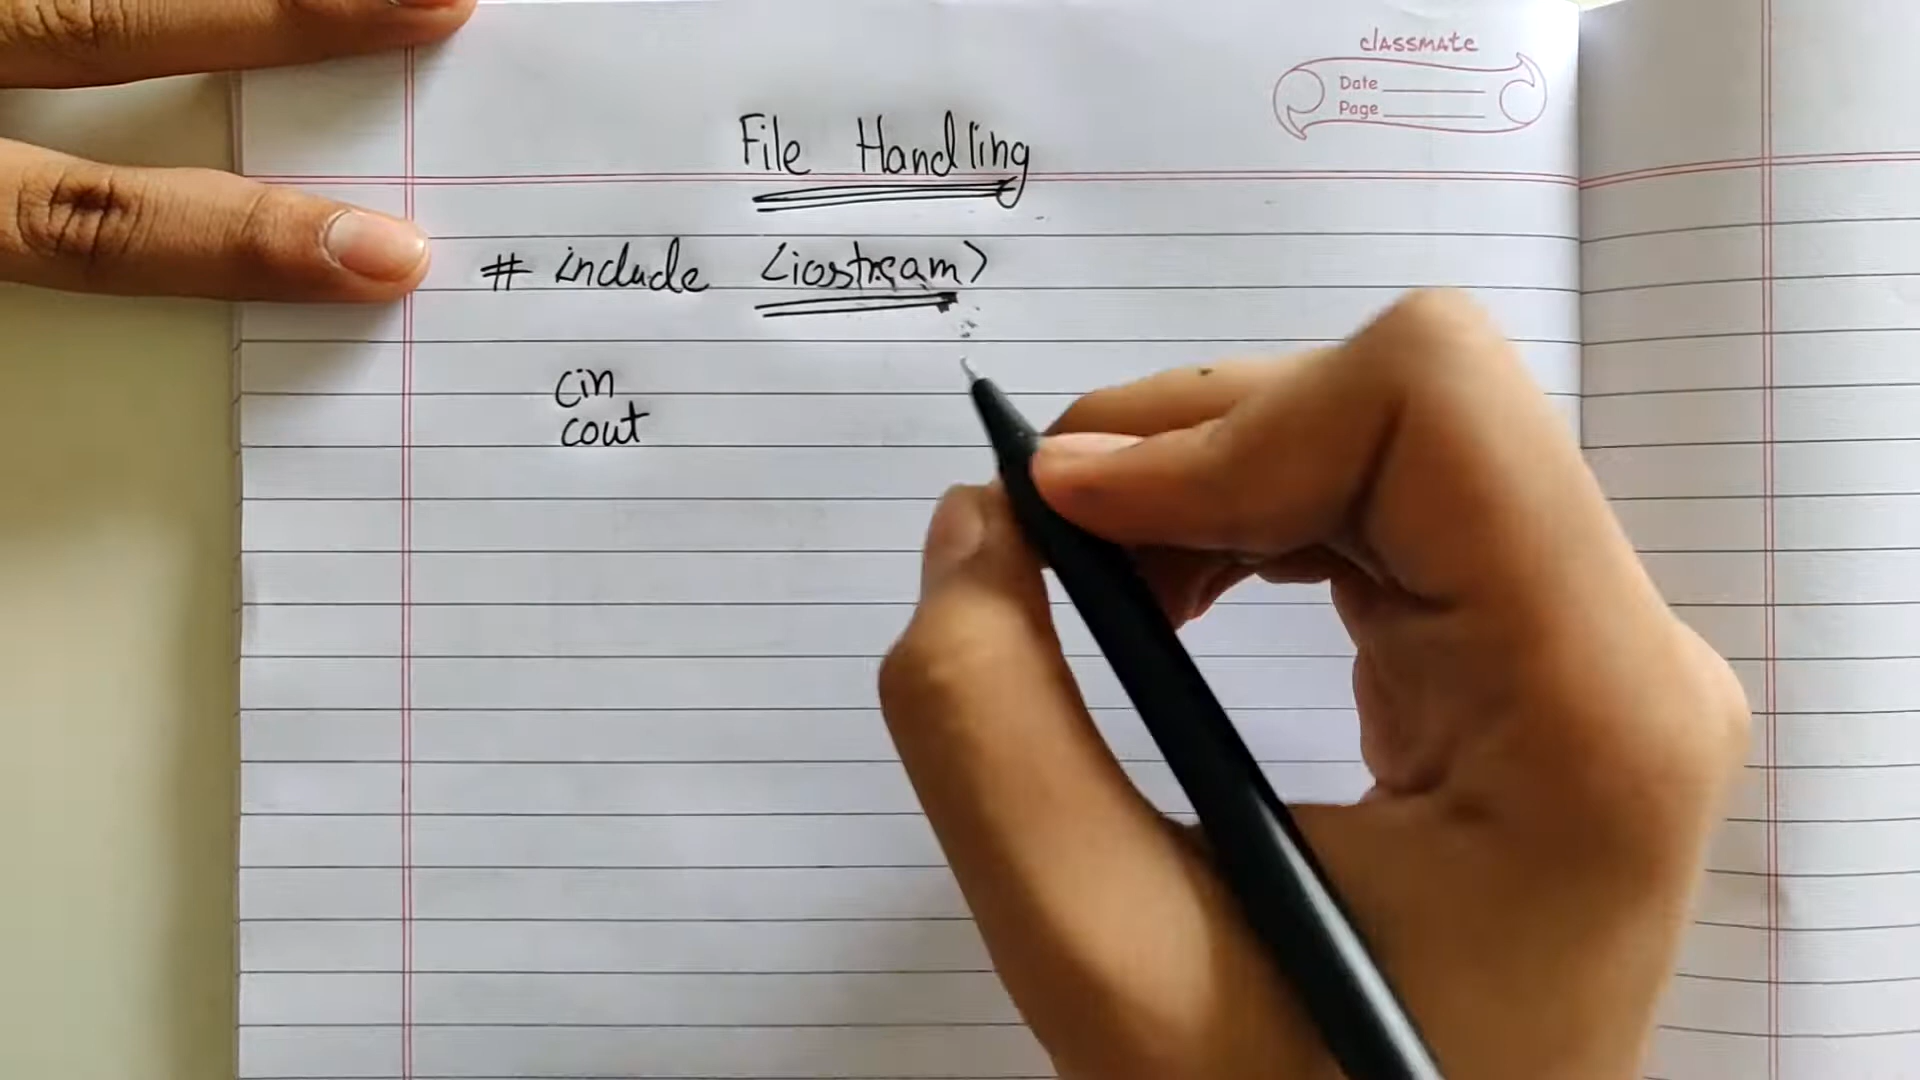 classmate
Date
Page
File Handling
# include <iostream>
cin
cout